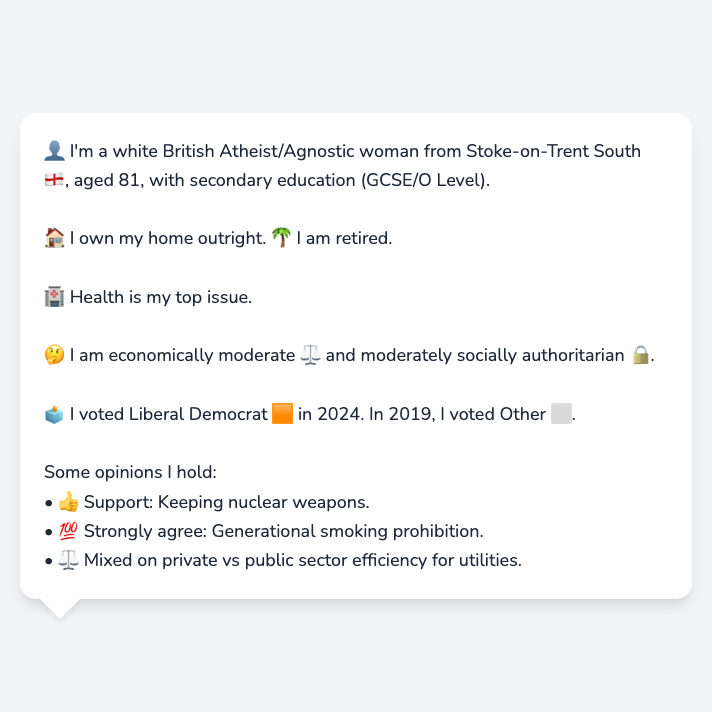 👤 I'm a white British Atheist/Agnostic woman from Stoke-on-Trent South
🏴󠁧󠁢󠁥󠁮󠁧󠁿, aged 81, with secondary education (GCSE/O Level).
🏠 I own my home outright. 🌴 I am retired.
🏥 Health is my top issue.
🤔 I am economically moderate ⚖️ and moderately socially authoritarian 🔒.
🗳️ I voted Liberal Democrat 🟧 in 2024. In 2019, I voted Other ⬜.
Some opinions I hold:
• 👍 Support: Keeping nuclear weapons.
• 💯 Strongly agree: Generational smoking prohibition.
• ⚖️ Mixed on private vs public sector efficiency for utilities.